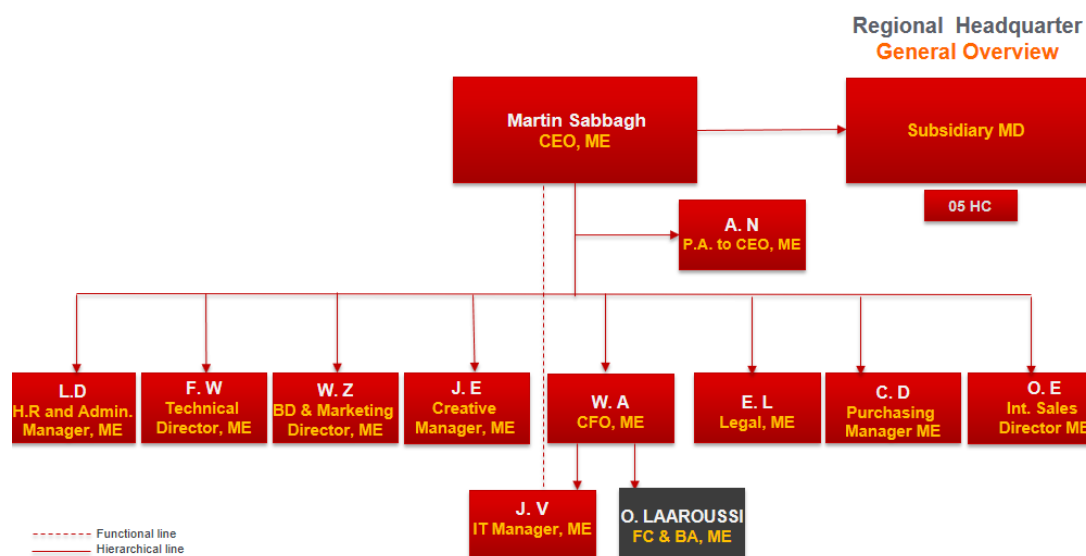 Regional Headquarter
General Overview
Martin Sabbagh
CEO, ME
Subsidiary MD
05 HC
A. N
P.A. to CEO, ME
L.D
H.R and Admin.
Manager, ME
F. W
Technical
Director, ME
W. Z
BD & Marketing
Director, ME
J. E
Creative
Manager, ME
W. A
CFO, ME
E. L
Legal, ME
C. D
Purchasing
Manager ME
O. E
Int. Sales
Director ME
J. V
IT Manager, ME
O. LAAROUSSI
FC & BA, ME
Functional line
Hierarchical line